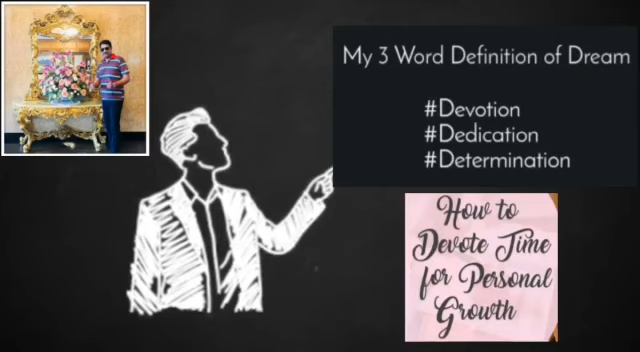 My 3 Word Definition of Dream
#Devotion
#Dedication
#Determination
How to
Devote Time
for Personal
Growth